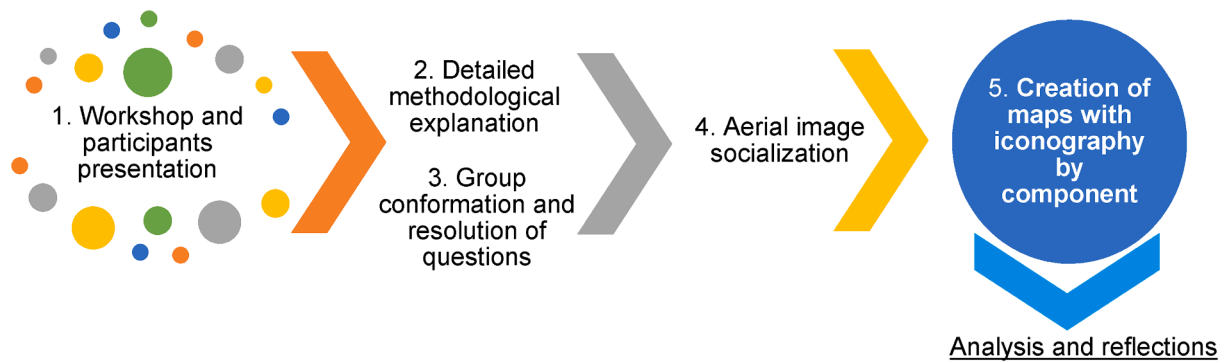 1. Workshop and
participants
presentation
2. Detailed
methodological
explanation
3. Group
conformation and
resolution of
questions
4. Aerial image
socialization
5. Creation of
maps with
iconography
by
component
Analysis and reflections